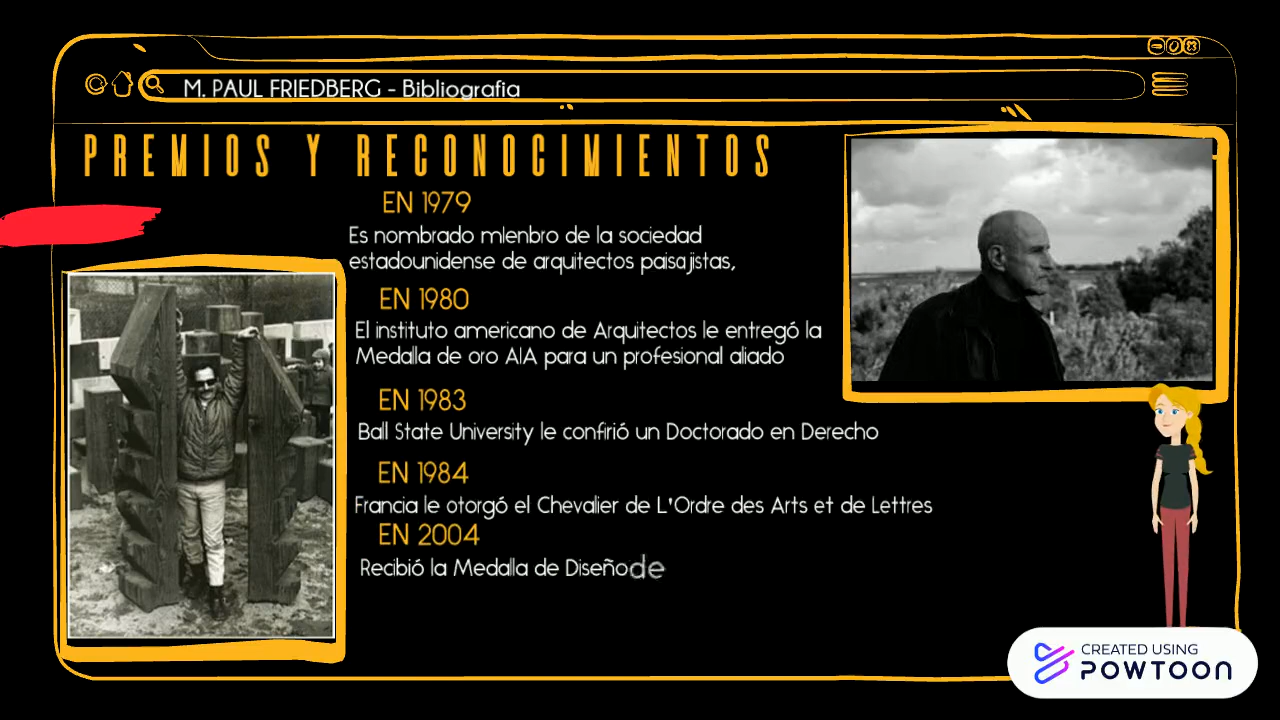 M. PAUL FRIEDBERG - Bibliografia
PREMIOS Y RECONOCIMIENTOS
EN 1979
Es nombrado mIenbro de la sociedad
estadounidense de arquitectos paisajistas,
EN 1980
El instituto americano de Arquitectos le entregó la
Medalla de oro AIA para un profesional aliado
EN 1983
Ball State University le confirió un Doctorado en Derecho
EN 1984
Francia le otorgó el Chevalier de L'Ordre des Arts et de Lettres
EN 2004
Recibió la Medalla de Diseño de
CREATED USING
POWTOON